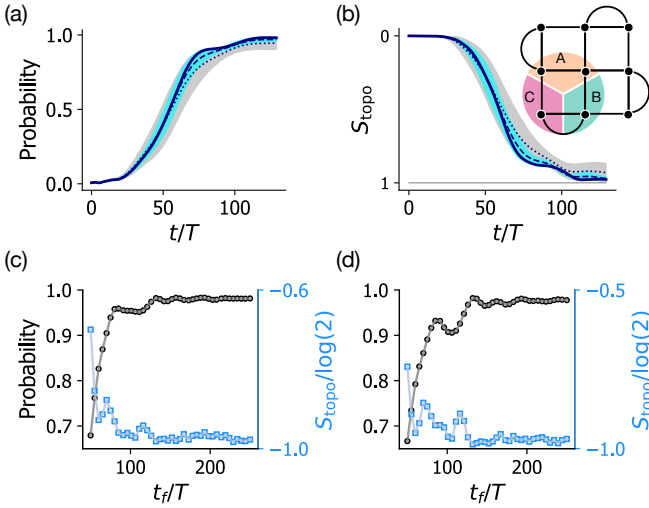 (a)
Probability
1.0
0.5
0.0
0
50
100
t/T
(b)
S_topo
0
1
0
50
100
t/T
A
B
C
(c)
Probability
1.0
0.9
0.8
0.7
100
200
t_f/T
−0.6
−1.0
S_topo/log(2)
(d)
1.0
0.9
0.8
0.7
100
200
t_f/T
−0.5
−1.0
S_topo/log(2)